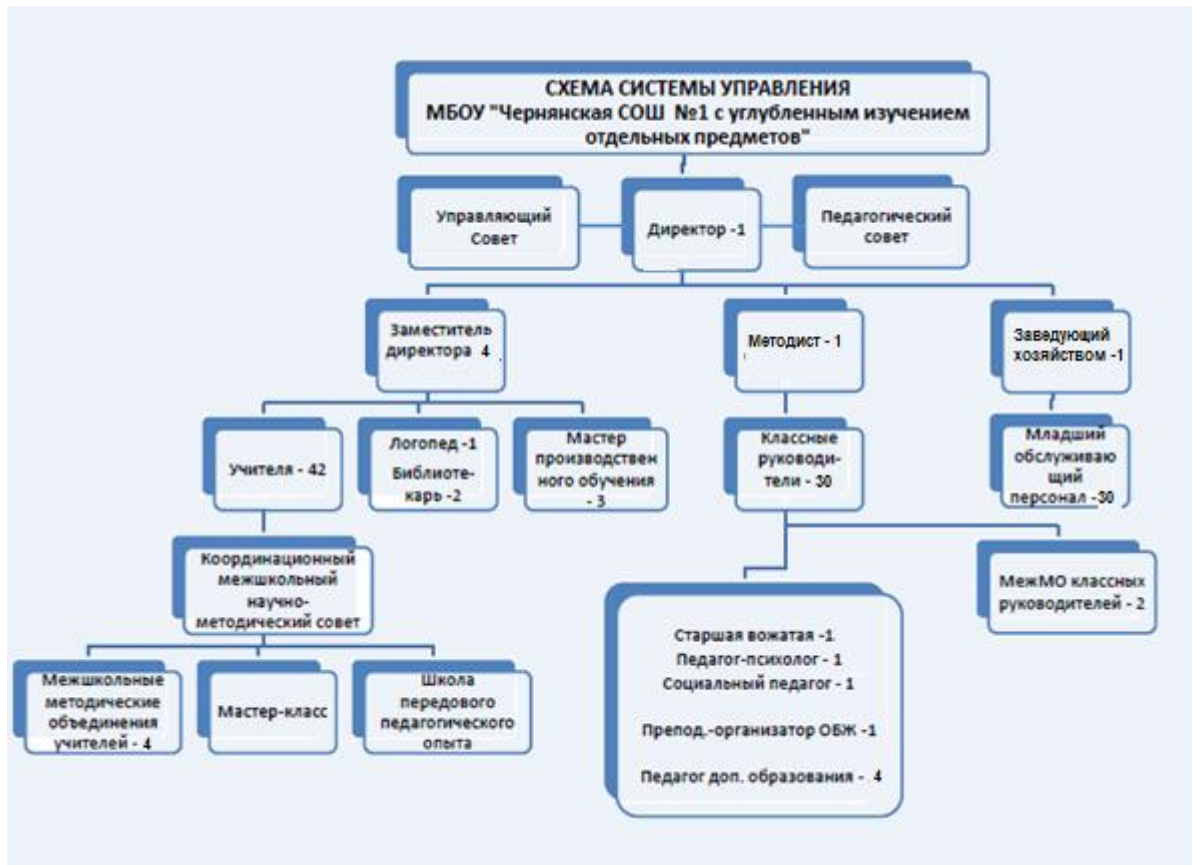 СХЕМА СИСТЕМЫ УПРАВЛЕНИЯ
МБОУ "Чернянская СОШ №1 с углубленным изучением
отдельных предметов"
Управляющий
Совет
Директор -1
Педагогический
совет
Заместитель
директора 4
Методист - 1
Заведующий
хозяйством -1
Учителя - 42
Логопед -1
Библиоте-
карь -2
Мастер
производствен
ного обучения
- 3
Классные
руководи-
тели - 30
Младший
обслуживаю
щий
персонал -30
Координационный
межшкольный
научно-
методический совет
МежМО классных
руководителей - 2
Межшкольные
методические
объединения
учителей - 4
Мастер-класс
Школа
передового
педагогического
опыта
Старшая вожатая -1
Педагог-психолог - 1
Социальный педагог - 1
Препод.-организатор ОБЖ -1
Педагог доп. образования - 4